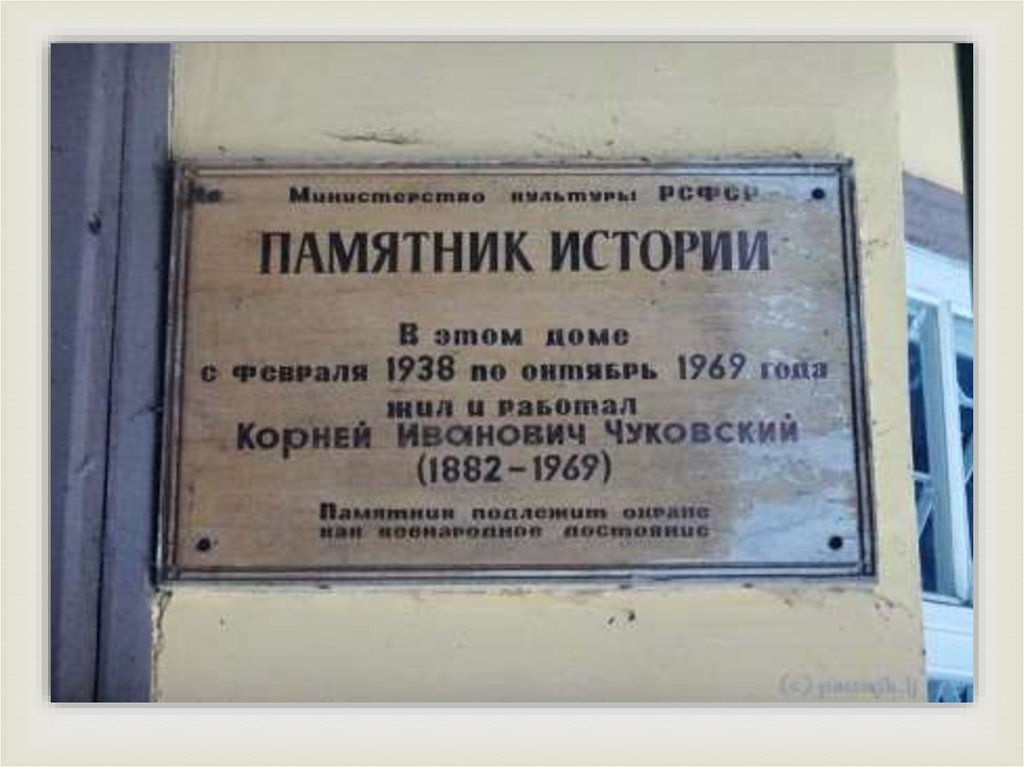 Министерство культуры РСФСР
ПАМЯТНИК ИСТОРИИ
В этом доме
с февраля 1938 по октябрь 1969 года
жил и работал
Корней Иванович Чуковский
(1882-1969)
Памятник подлежит охране
как всенародное достояние
(c)